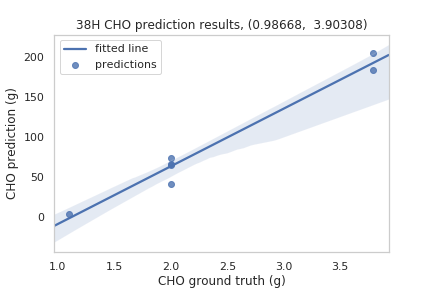 38H CHO prediction results, (0.98668,  3.90308)
fitted line
predictions
CHO prediction (g)
200
150
100
50
0
1.0 1.5 2.0 2.5 3.0 3.5
CHO ground truth (g)